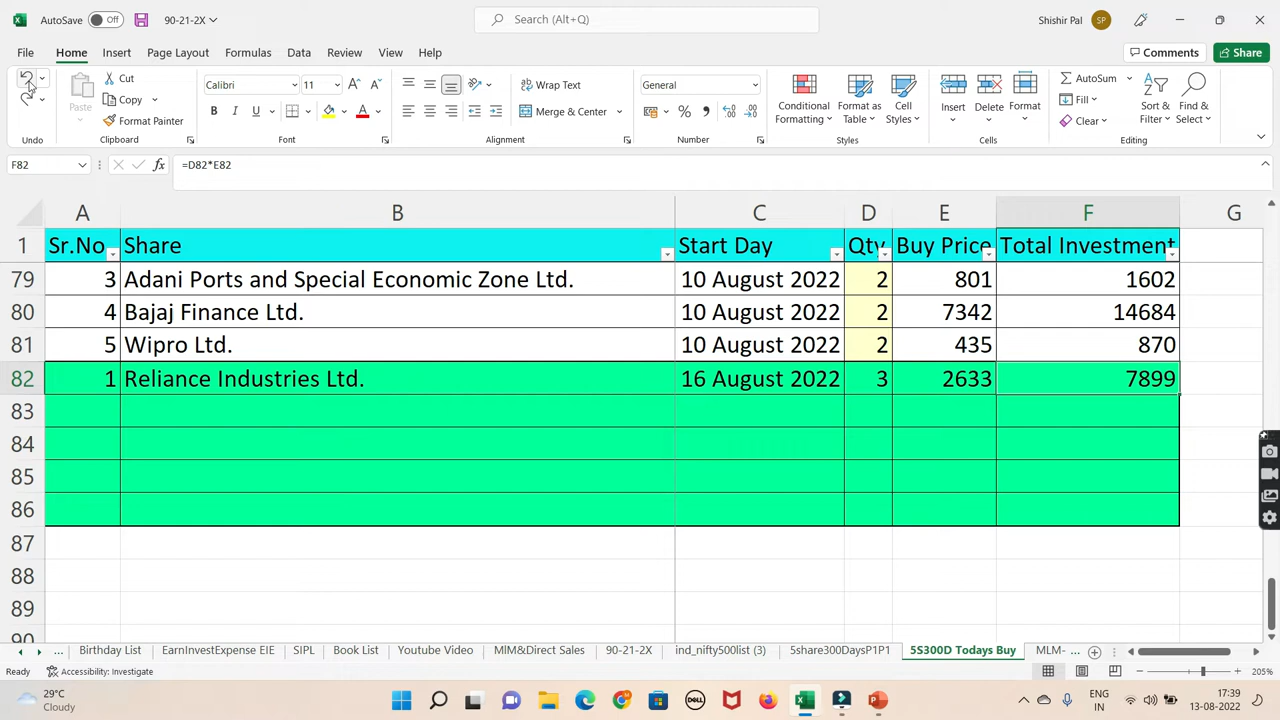 AutoSave Off 90-21-2X Search (Alt+Q) Shishir Pal SP
File Home Insert Page Layout Formulas Data Review View Help Comments Share
Cut Calibri 11 Wrap Text General AutoSum
Paste Copy Merge & Center Conditional Formatting Format as Table Cell Styles Insert Delete Format Fill Sort & Filter Find & Select
Format Painter Clear
Undo Clipboard Font Alignment Number Styles Cells Editing
F82 =D82*E82
A B C D E F G
1 Sr.No Share Start Day Qty Buy Price Total Investment
79 3 Adani Ports and Special Economic Zone Ltd. 10 August 2022 2 801 1602
80 4 Bajaj Finance Ltd. 10 August 2022 2 7342 14684
81 5 Wipro Ltd. 10 August 2022 2 435 870
82 1 Reliance Industries Ltd. 16 August 2022 3 2633 7899
83
84
85
86
87
88
89
90
... Birthday List EarnInvestExpense EIE SIPL Book List Youtube Video MIM&Direct Sales 90-21-2X ind_nifty500list (3) 5share300DaysP1P1 5S300D Todays Buy MLM- ...
Ready Accessibility: Investigate 205%
29°C ENG 17:39
Cloudy DELL IN 13-08-2022